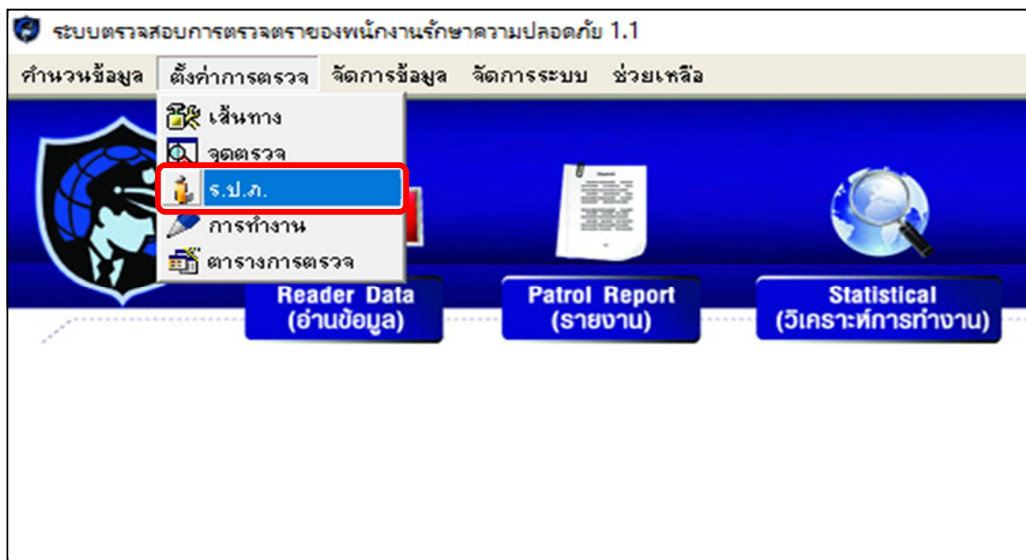 ระบบตรวจสอบการตรวจตราของพนักงานรักษาความปลอดภัย 1.1
คำนวนข้อมูล ตั้งค่าการตรวจ จัดการข้อมูล จัดการระบบ ช่วยเหลือ
เส้นทาง
จุดตรวจ
ร.ป.ภ.
การทำงาน
ตารางการตรวจ
Reader Data
(อ่านข้อมูล)
Patrol Report
(รายงาน)
Statistical
(วิเคราะห์การทำงาน)